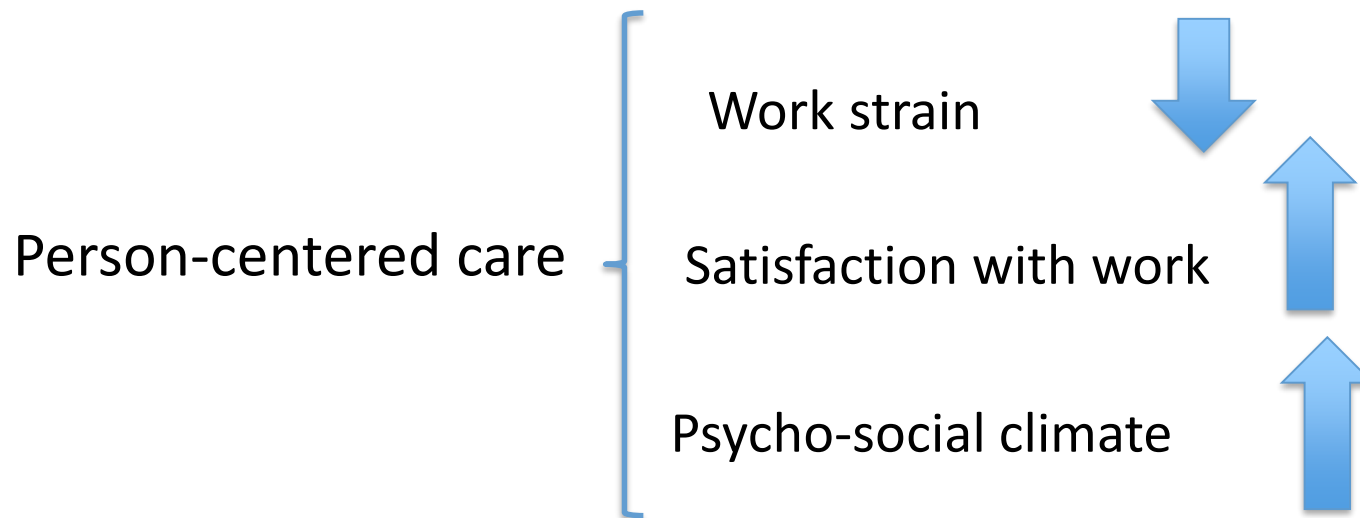 Work strain
Person-centered care
Satisfaction with work
Psycho-social climate